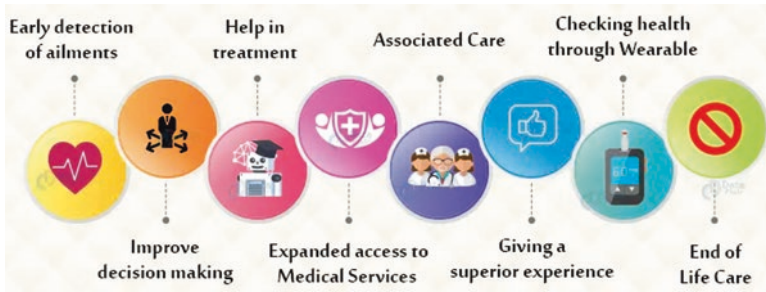 Early detection
of ailments
Help in
treatment
Associated Care
Checking health
through Wearable
Improve
decision making
Expanded access to
Medical Services
Giving a
superior experience
End of
Life Care